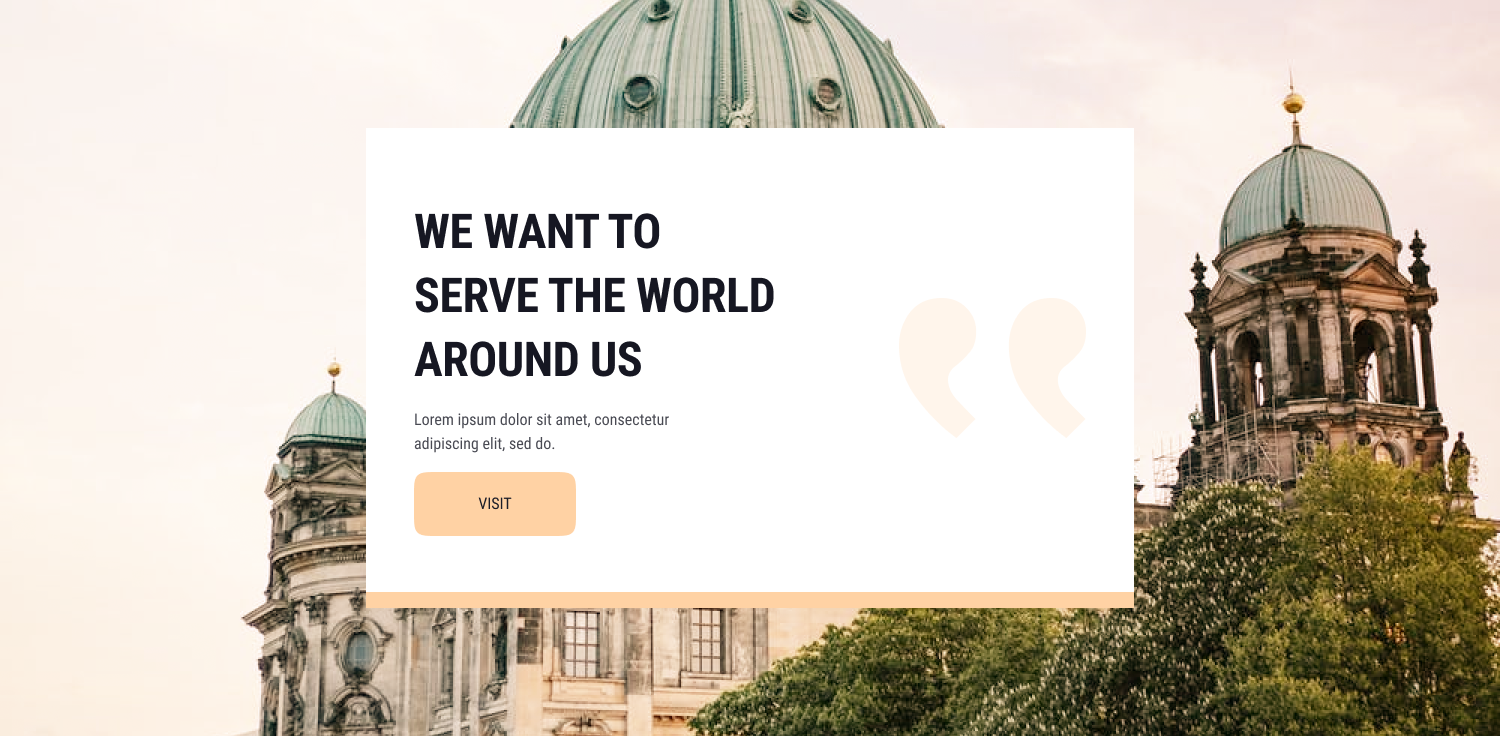 WE WANT TO
SERVE THE WORLD
AROUND US
Lorem ipsum dolor sit amet, consectetur
adipiscing elit, sed do.
VISIT